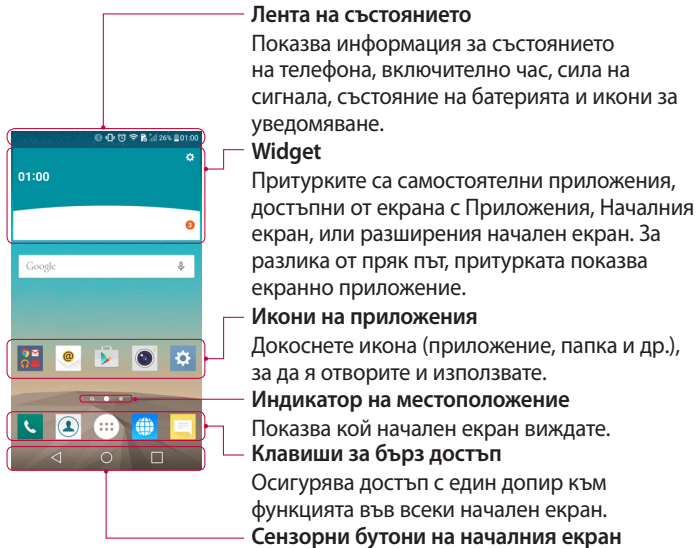 Лента на състоянието
Показва информация за състоянието
на телефона, включително час, сила на
сигнала, състояние на батерията и икони за
уведомяване.
Widget
Притурките са самостоятелни приложения,
достъпни от екрана с Приложения, Началния
екран, или разширения начален екран. За
разлика от пряк път, притурката показва
екранно приложение.
Икони на приложения
Докоснете икона (приложение, папка и др.),
за да я отворите и използвате.
Индикатор на местоположение
Показва кой начален екран виждате.
Клавиши за бърз достъп
Осигурява достъп с един допир към
функцията във всеки начален екран.
Сензорни бутони на началния екран
26% 01:00
01:00
3
Google